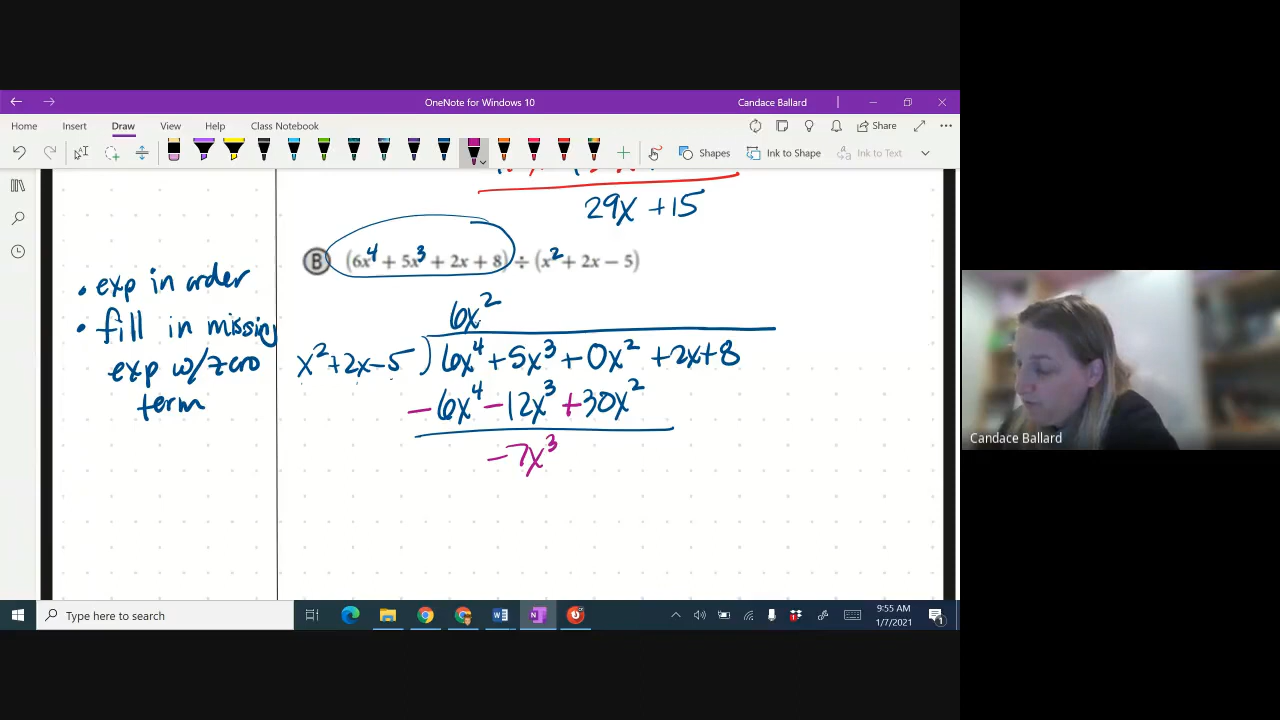 OneNote for Windows 10
Candace Ballard
Home Insert Draw View Help Class Notebook
Share
Shapes
Ink to Shape
Ink to Text
29x + 15
B (6x⁴ + 5x³ + 2x + 8) ÷ (x² + 2x − 5)
• exp in order
• fill in missing
exp w/zero
term
6x²
x²+2x−5 ) 6x⁴ + 5x³ + 0x² + 2x + 8
− 6x⁴ − 12x³ + 30x²
− 7x³
Candace Ballard
Type here to search
9:55 AM
1/7/2021